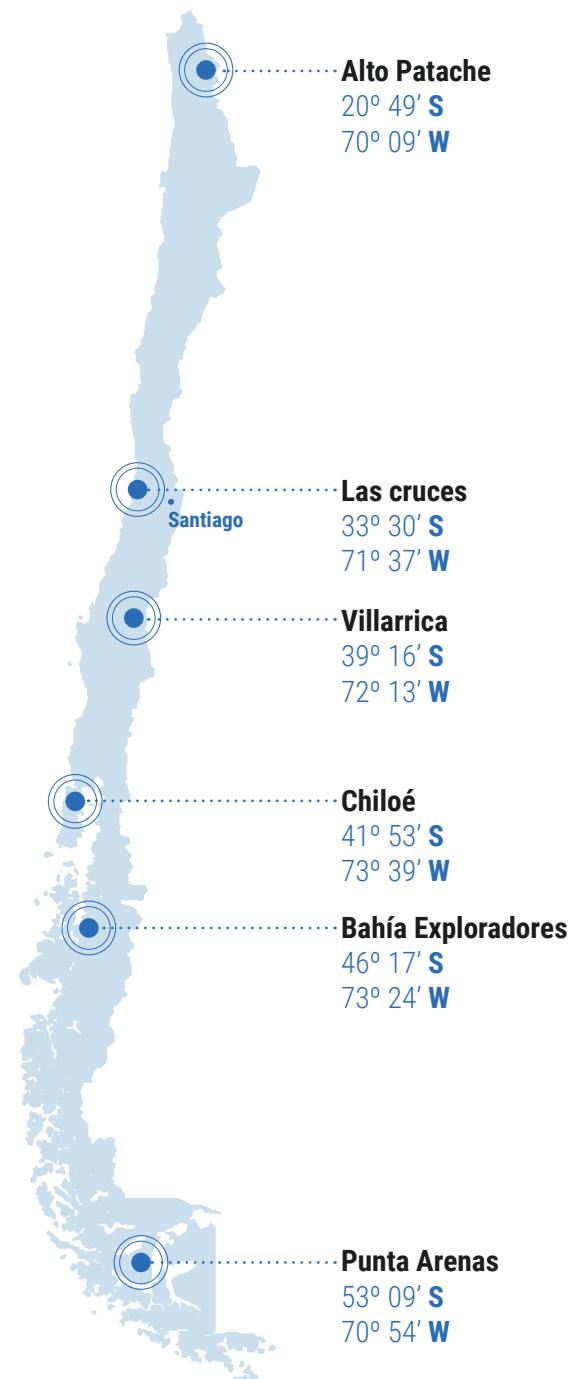 Alto Patache
20º 49’ S
70º 09’ W
Las cruces
33º 30’ S
71º 37’ W
Santiago
Villarrica
39º 16’ S
72º 13’ W
Chiloé
41º 53’ S
73º 39’ W
Bahía Exploradores
46º 17’ S
73º 24’ W
Punta Arenas
53º 09’ S
70º 54’ W